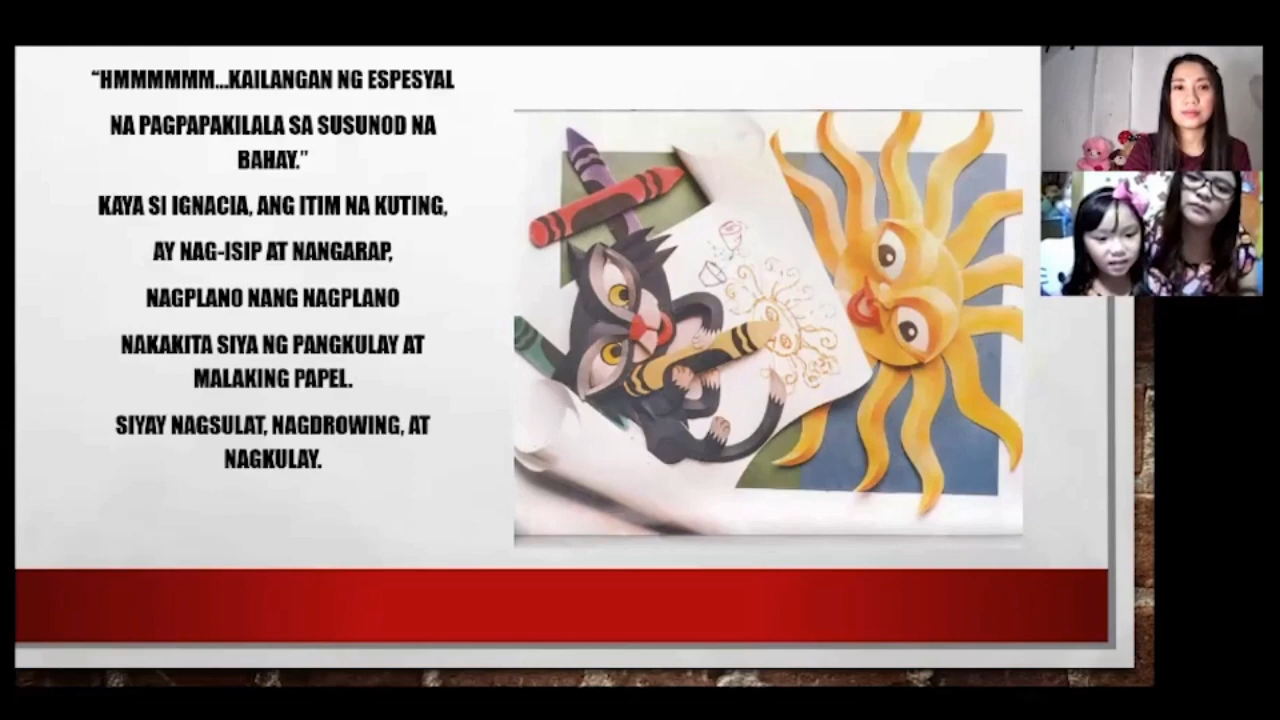 “HMMMMMM...KAILANGAN NG ESPESYAL
NA PAGPAPAKILALA SA SUSUNOD NA
BAHAY.”
KAYA SI IGNACIA, ANG ITIM NA KUTING,
AY NAG-ISIP AT NANGARAP,
NAGPLANO NANG NAGPLANO
NAKAKITA SIYA NG PANGKULAY AT
MALAKING PAPEL.
SIYAY NAGSULAT, NAGDROWING, AT
NAGKULAY.